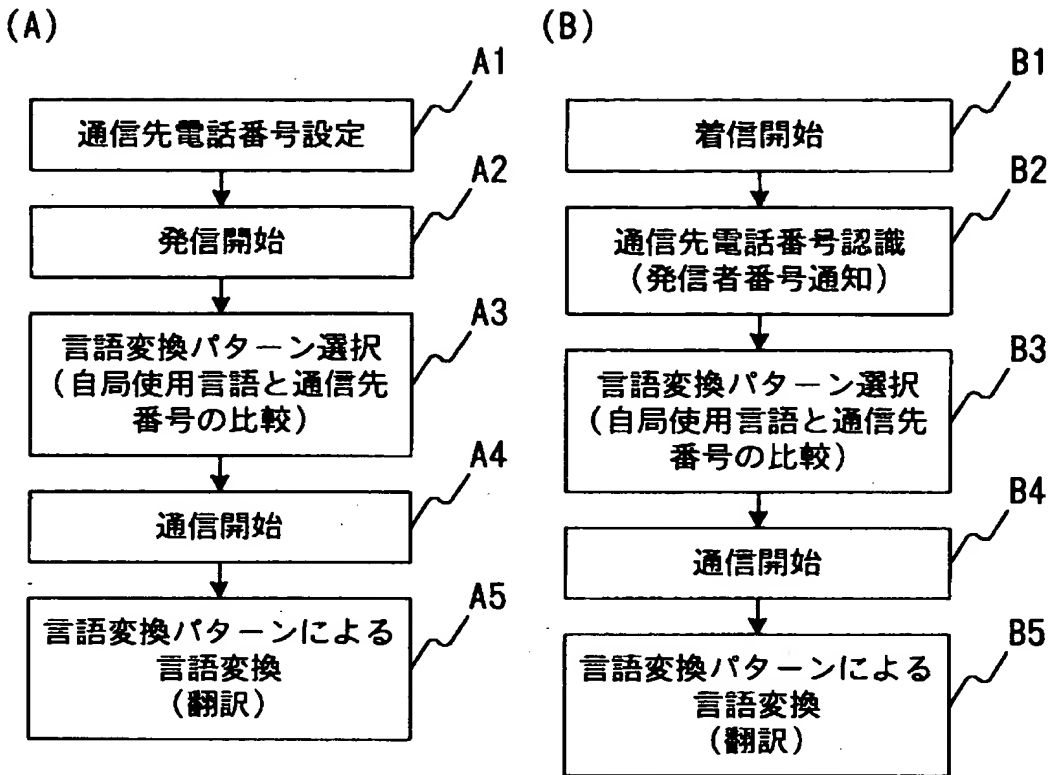 (A)
A1
通信先電話番号設定
A2
発信開始
A3
言語変換パターン選択
(自局使用言語と通信先
番号の比較)
A4
通信開始
A5
言語変換パターンによる
言語変換
(翻訳)
(B)
B1
着信開始
B2
通信先電話番号認識
(発信者番号通知)
B3
言語変換パターン選択
(自局使用言語と通信先
番号の比較)
B4
通信開始
B5
言語変換パターンによる
言語変換
(翻訳)